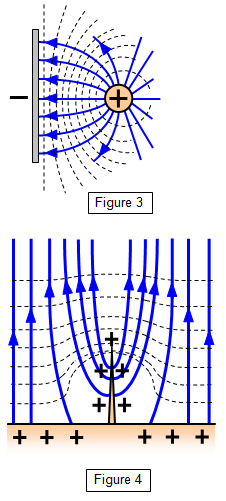 − +
Figure 3
+
+ +
+ +
+ + + + + +
Figure 4